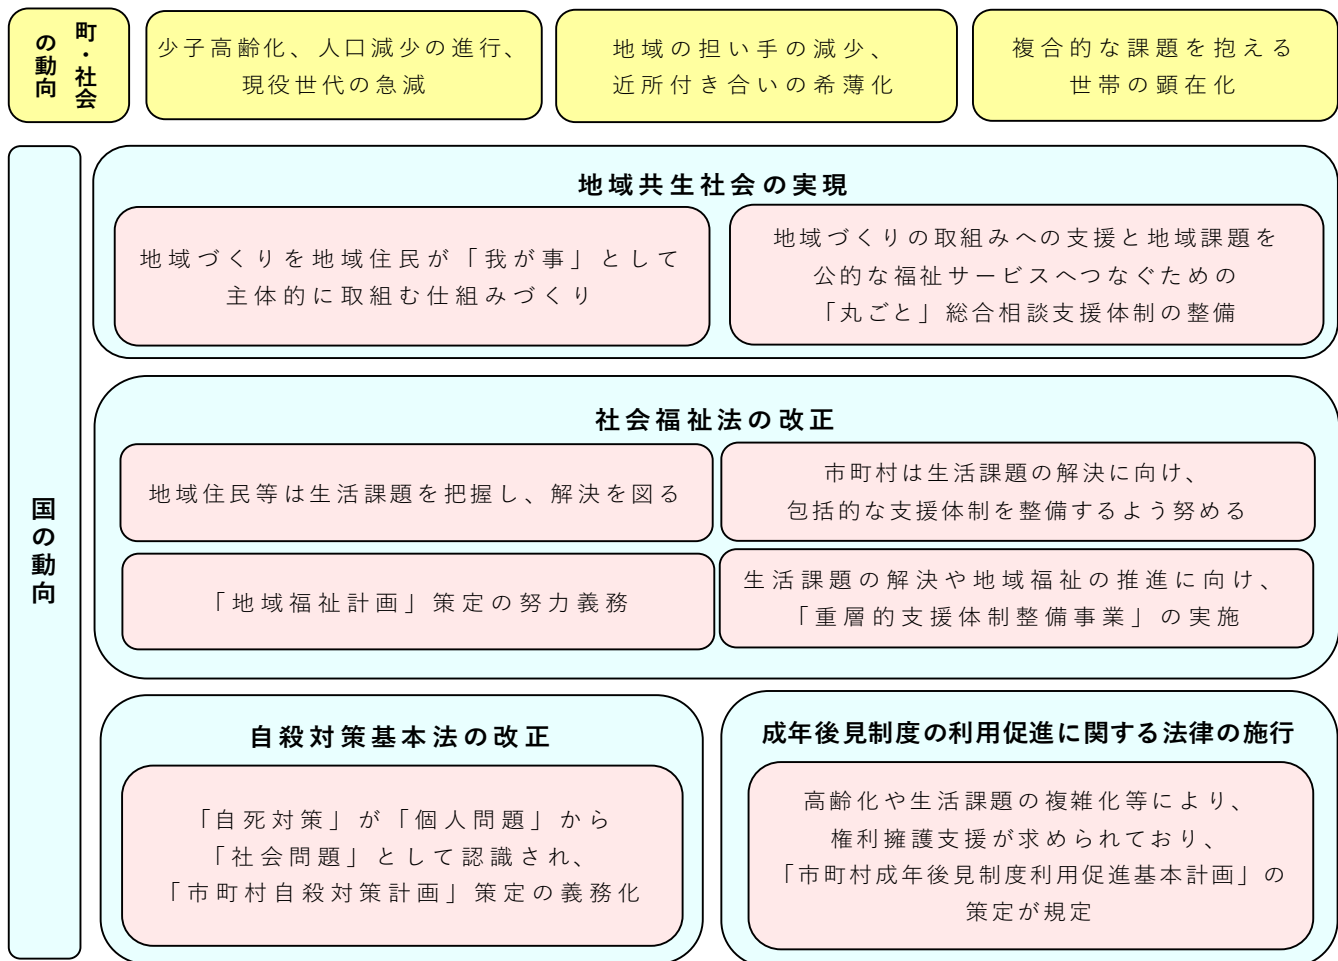 町・社会
の動向
少子高齢化、人口減少の進行、
現役世代の急減
地域の担い手の減少、
近所付き合いの希薄化
複合的な課題を抱える
世帯の顕在化
国の動向
地域共生社会の実現
地域づくりを地域住民が「我が事」として
主体的に取組む仕組みづくり
地域づくりの取組みへの支援と地域課題を
公的な福祉サービスへつなぐための
「丸ごと」総合相談支援体制の整備
社会福祉法の改正
地域住民等は生活課題を把握し、解決を図る
市町村は生活課題の解決に向け、
包括的な支援体制を整備するよう努める
「地域福祉計画」策定の努力義務
生活課題の解決や地域福祉の推進に向け、
「重層的支援体制整備事業」の実施
自殺対策基本法の改正
「自死対策」が「個人問題」から
「社会問題」として認識され、
「市町村自殺対策計画」策定の義務化
成年後見制度の利用促進に関する法律の施行
高齢化や生活課題の複雑化等により、
権利擁護支援が求められており、
「市町村成年後見制度利用促進基本計画」の
策定が規定